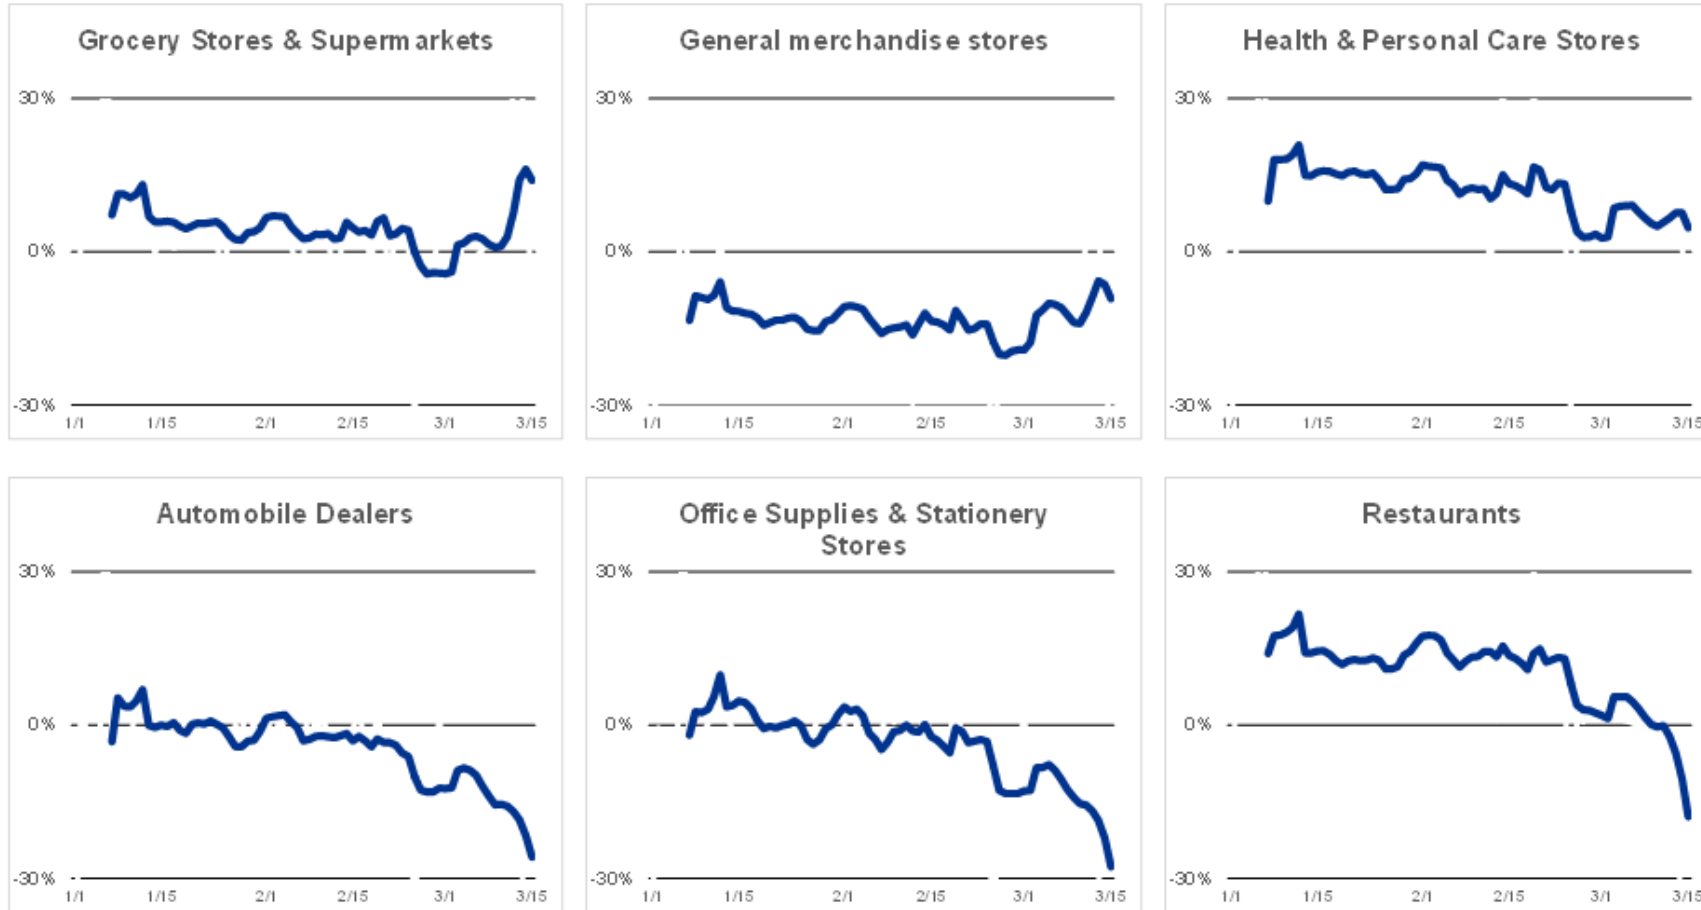 Grocery Stores & Supermarkets
30%
0%
-30%
1/1 1/15 2/1 2/15 3/1 3/15
General merchandise stores
30%
0%
-30%
1/1 1/15 2/1 2/15 3/1 3/15
Health & Personal Care Stores
30%
0%
-30%
1/1 1/15 2/1 2/15 3/1 3/15
Automobile Dealers
30%
0%
-30%
1/1 1/15 2/1 2/15 3/1 3/15
Office Supplies & Stationery
Stores
30%
0%
-30%
1/1 1/15 2/1 2/15 3/1 3/15
Restaurants
30%
0%
-30%
1/1 1/15 2/1 2/15 3/1 3/15